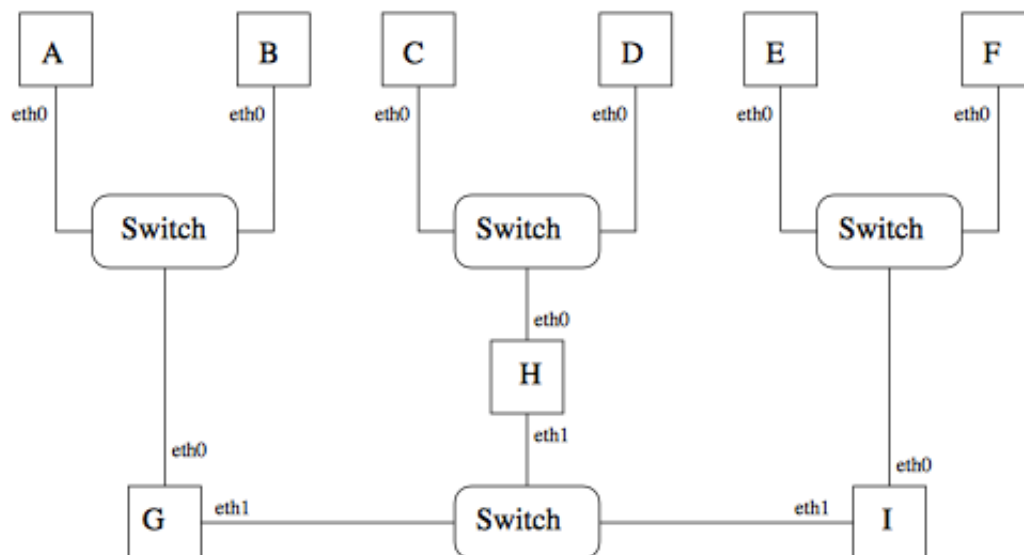 A B C D E F
eth0 eth0 eth0 eth0 eth0 eth0
Switch Switch Switch
eth0
H
eth1
eth0 eth0
G eth1 Switch eth1 I